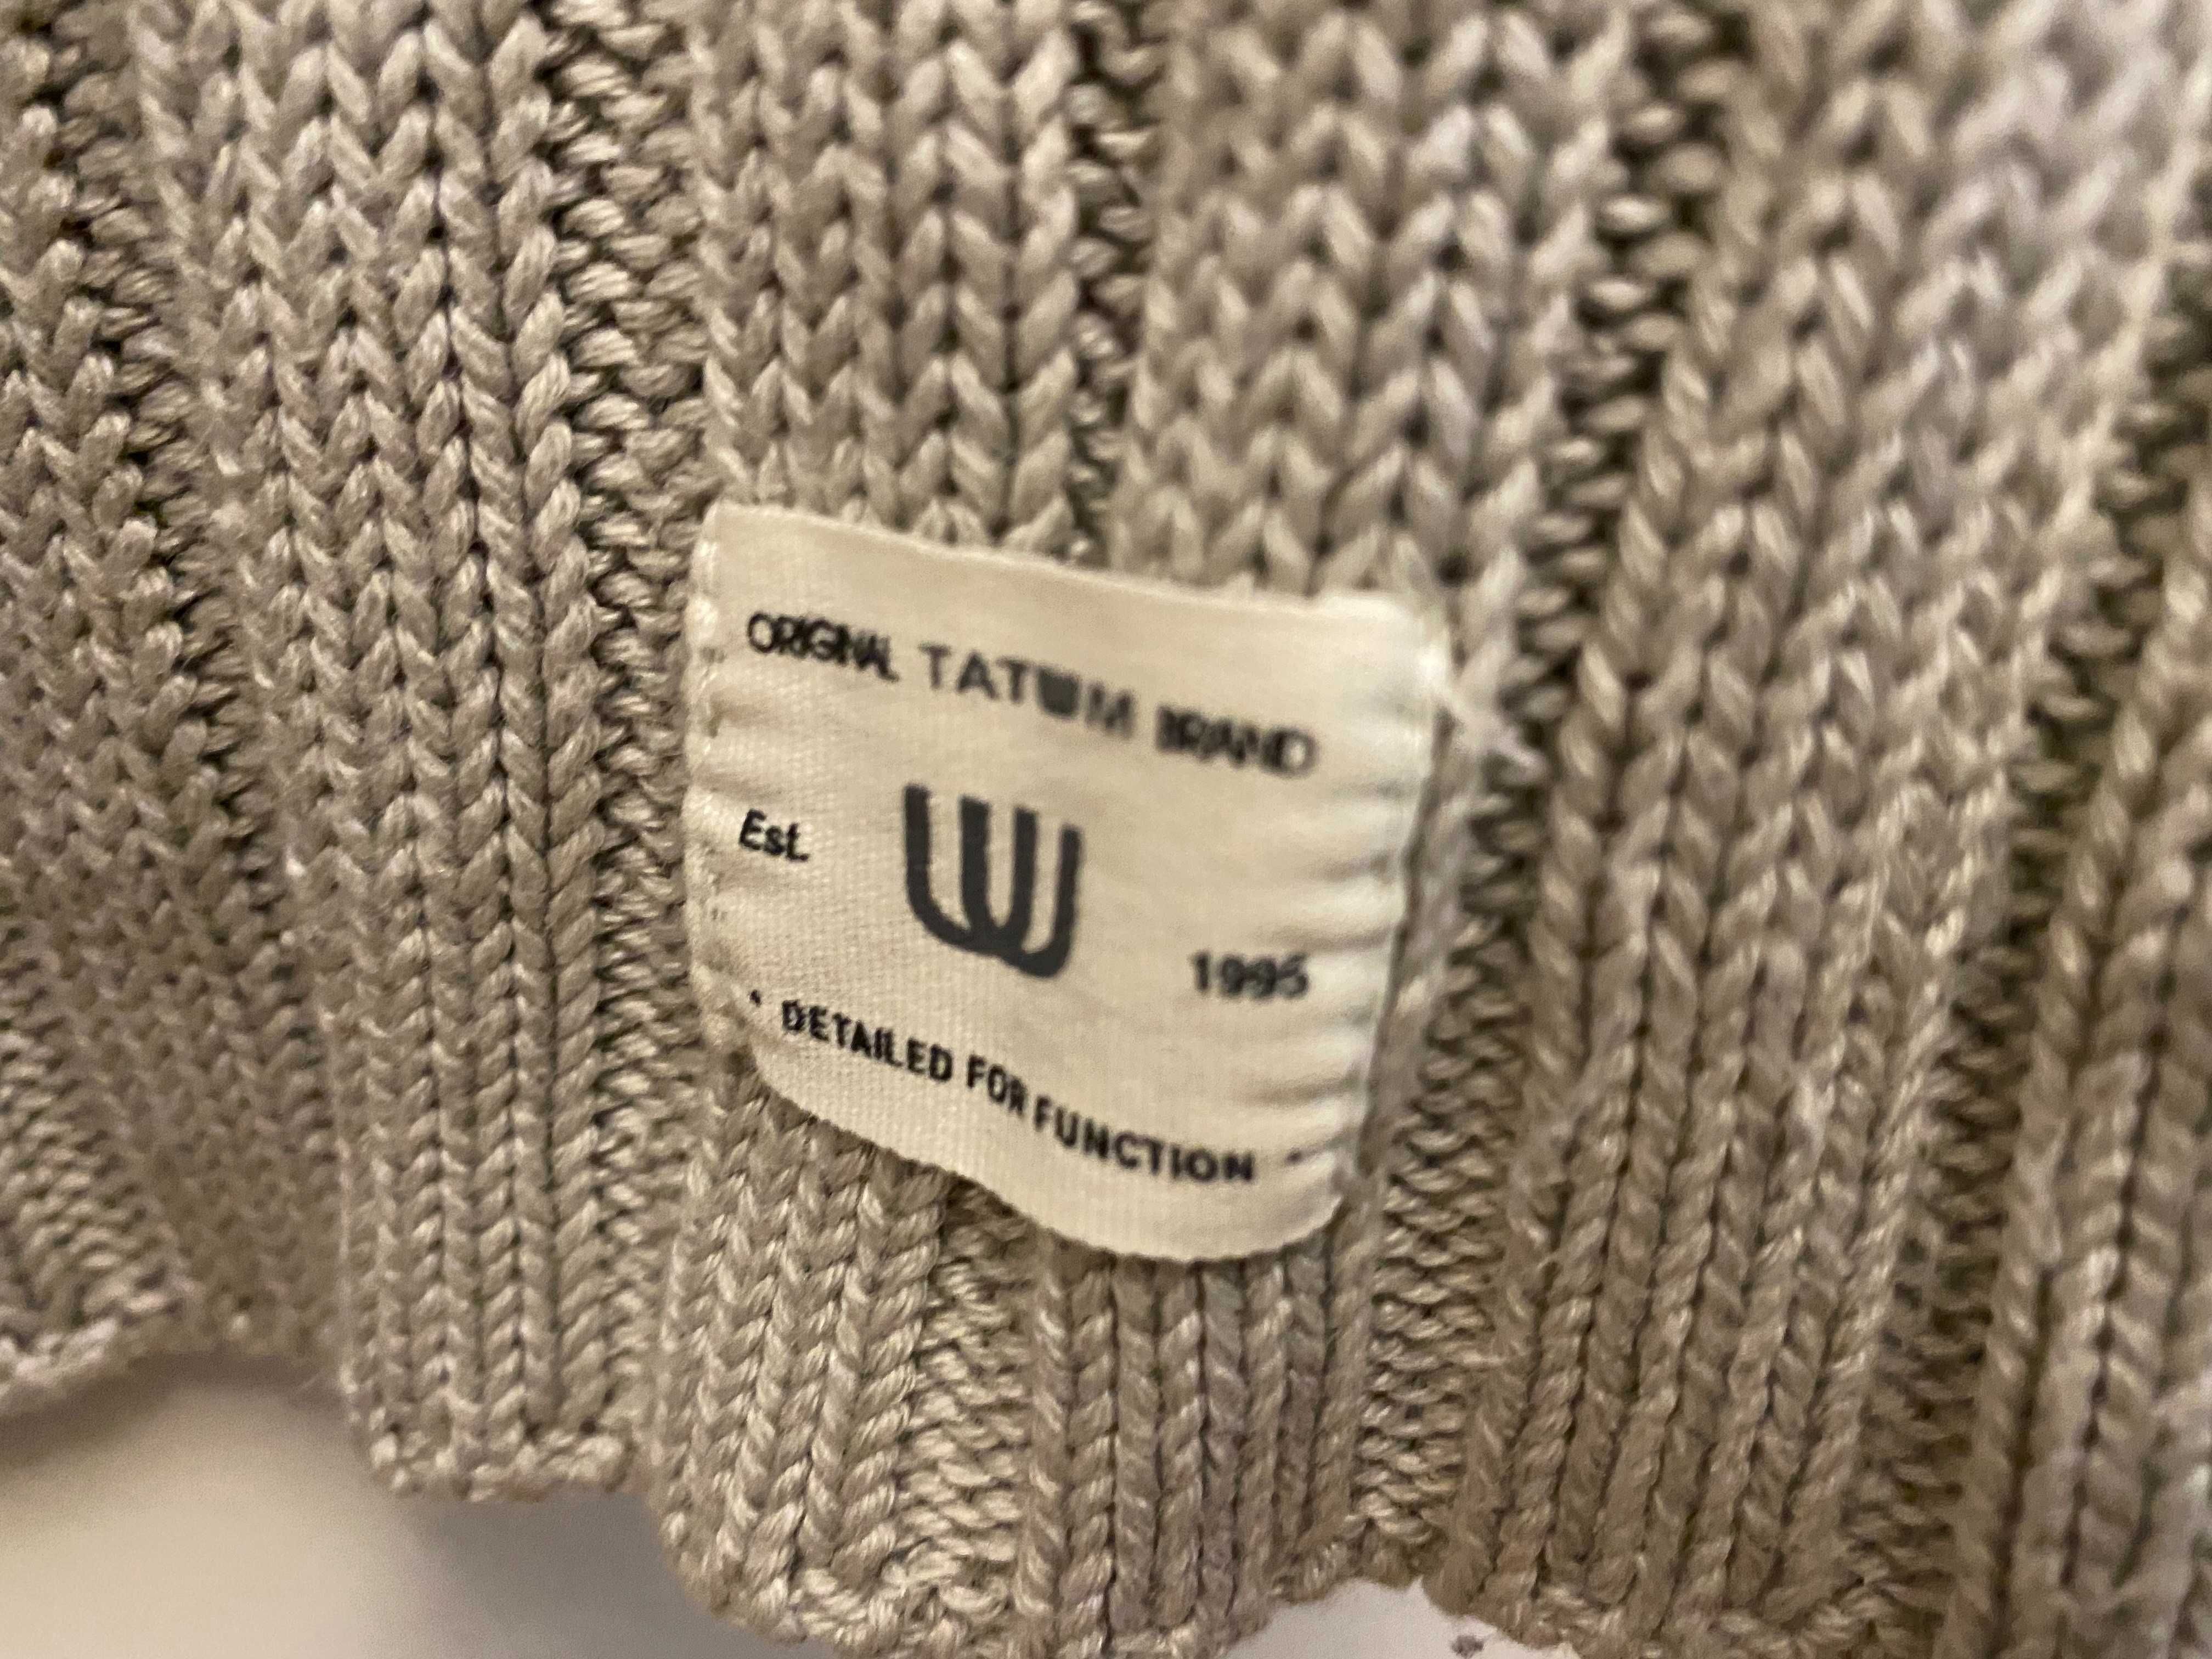 ORIGINAL TATUM BRAND
Est. 1995
• DETAILED FOR FUNCTION •